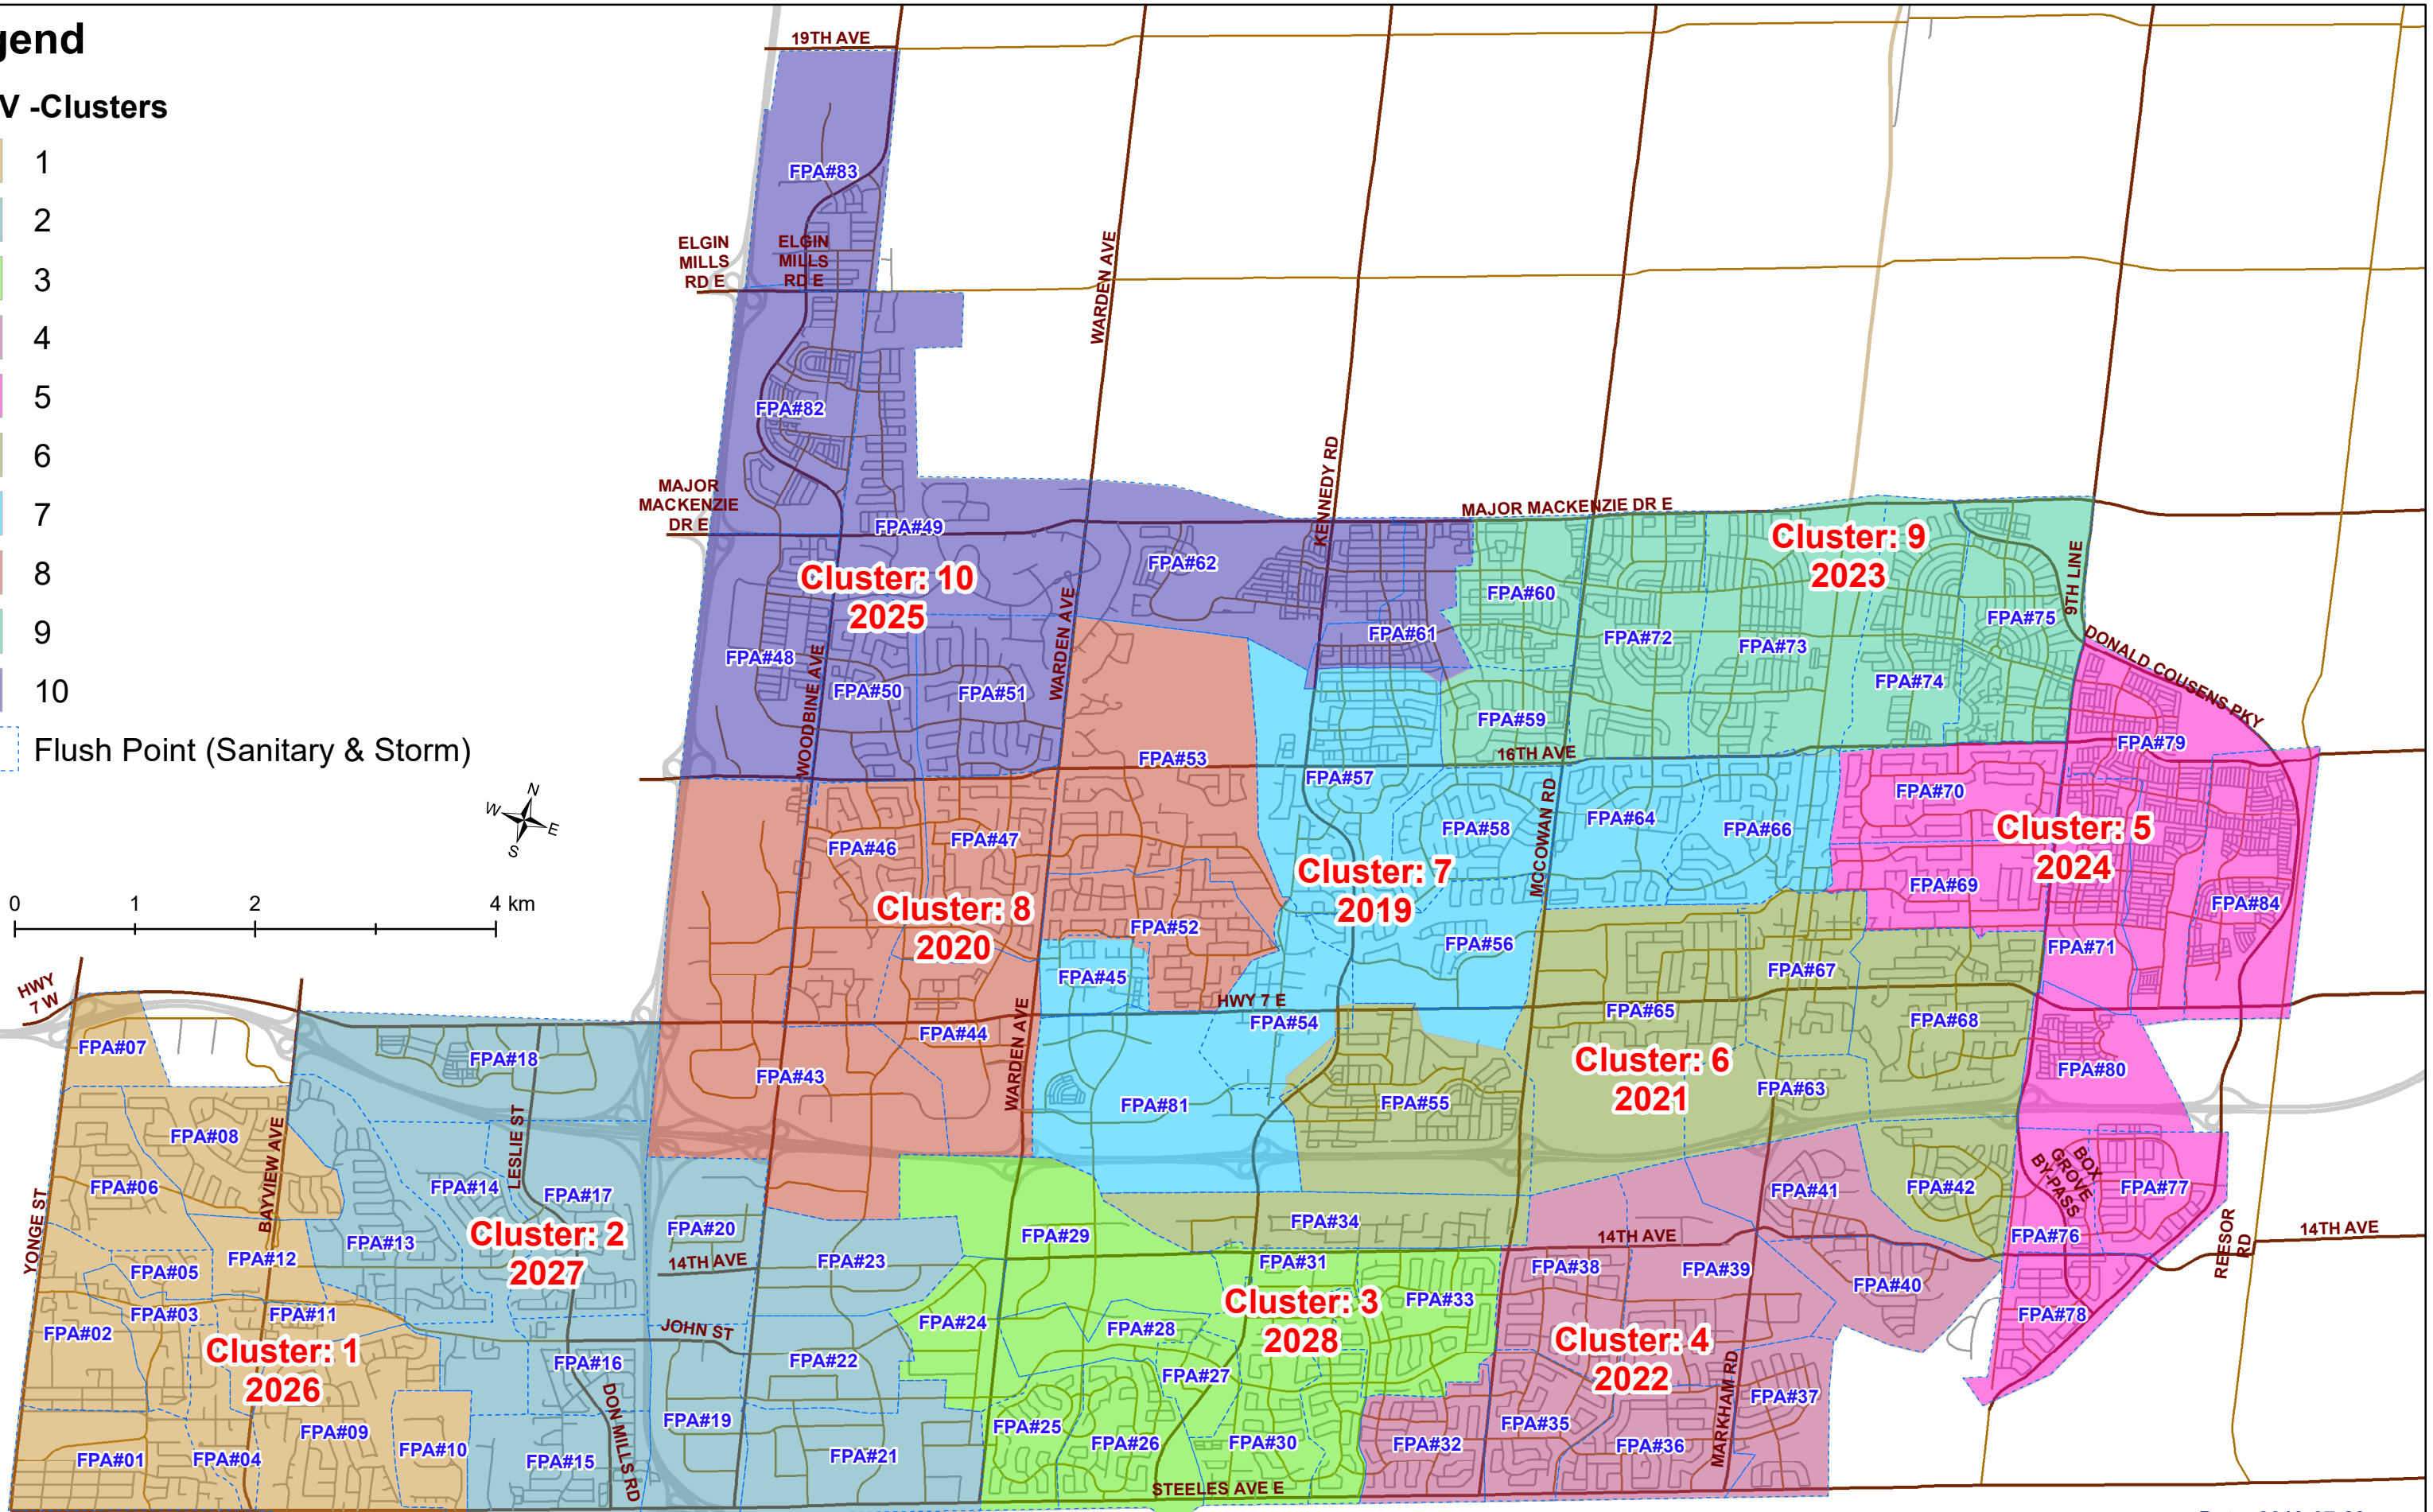 gend
V -Clusters
1
2
3
4
5
6
7
8
9
10
Flush Point (Sanitary & Storm)
N
W
E
S
0
1
2
4 km
19TH AVE
FPA#83
ELGIN
MILLS
RD E
ELGIN
MILLS
RD E
WARDEN AVE
FPA#82
KENNEDY RD
MAJOR
MACKENZIE
DR E
MAJOR MACKENZIE DR E
FPA#49
Cluster: 10
2025
FPA#62
FPA#61
FPA#60
Cluster: 9
2023
FPA#72
FPA#73
FPA#75
FPA#74
9TH LINE
DONALD COUSENS PKY
FPA#48
WOODBINE AVE
FPA#50
FPA#51
WARDEN AVE
FPA#59
16TH AVE
FPA#53
FPA#57
FPA#79
FPA#46
FPA#47
FPA#58
MCCOWAN RD
FPA#64
FPA#66
FPA#70
Cluster: 5
2024
FPA#69
FPA#84
FPA#71
Cluster: 7
2019
Cluster: 8
2020
FPA#52
FPA#56
FPA#45
FPA#67
HWY
7 W
HWY 7 E
FPA#54
FPA#65
FPA#68
FPA#44
WARDEN AVE
FPA#43
FPA#81
FPA#55
Cluster: 6
2021
FPA#63
FPA#80
FPA#07
FPA#18
FPA#08
BAYVIEW AVE
LESLIE ST
FPA#06
FPA#14
FPA#17
YONGE ST
FPA#13
Cluster: 2
2027
FPA#20
14TH AVE
FPA#23
FPA#29
FPA#34
14TH AVE
FPA#41
FPA#42
BOX
GROVE
BY-PASS
FPA#77
FPA#76
REESOR
RD
14TH AVE
FPA#12
FPA#05
FPA#03
FPA#11
FPA#02
Cluster: 1
2026
JOHN ST
FPA#16
FPA#22
FPA#24
FPA#28
FPA#31
Cluster: 3
2028
FPA#33
FPA#38
FPA#39
FPA#40
FPA#78
Cluster: 4
2022
FPA#27
MARKHAM RD
FPA#37
DON MILLS RD
FPA#19
FPA#25
FPA#26
FPA#30
FPA#32
FPA#35
FPA#36
FPA#01
FPA#04
FPA#09
FPA#10
FPA#15
FPA#21
STEELES AVE E